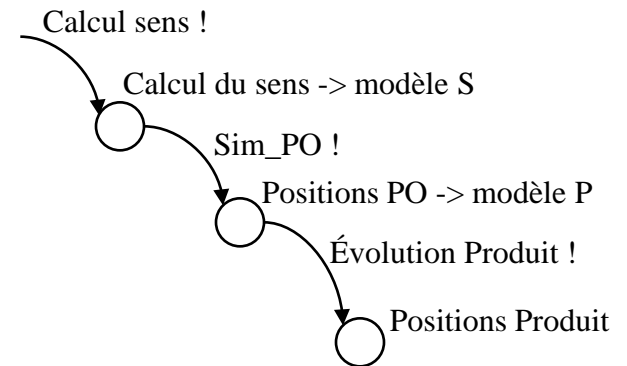 Calcul sens !
Calcul du sens -> modèle S
Sim_PO !
Positions PO -> modèle P
Évolution Produit !
Positions Produit